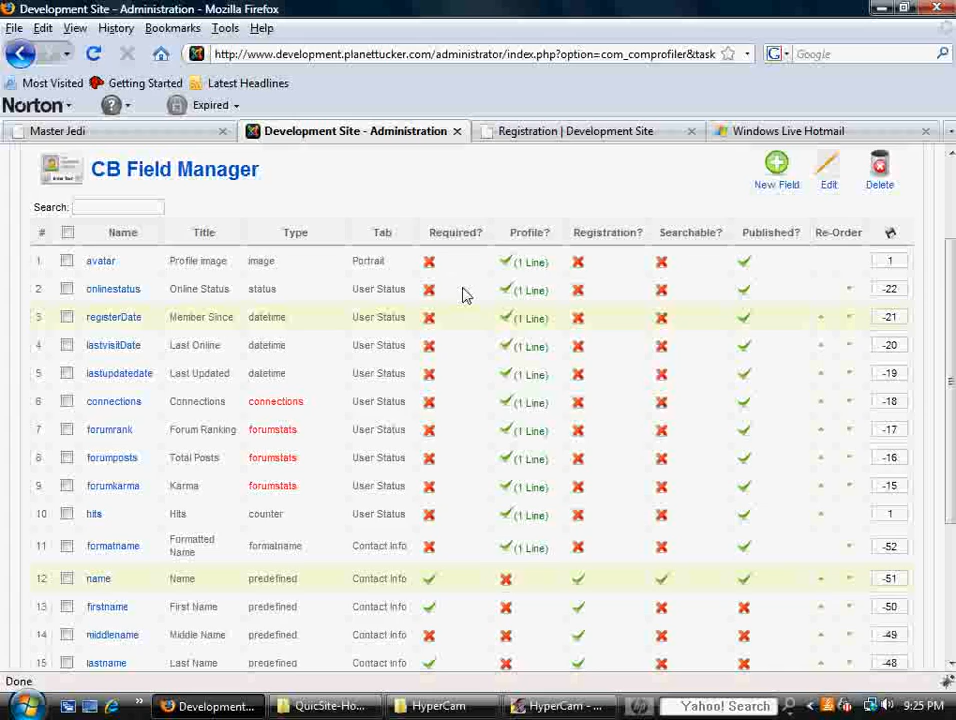 Development Site - Administration - Mozilla Firefox
File Edit View History Bookmarks Tools Help
http://www.development.planettucker.com/administrator/index.php?option=com_comprofiler&task
Google
Most Visited Getting Started Latest Headlines
Norton Expired
Master Jedi Development Site - Administration Registration | Development Site Windows Live Hotmail
CB Field Manager
New Field Edit Delete
Search:
# Name Title Type Tab Required? Profile? Registration? Searchable? Published? Re-Order
1 avatar Profile image image Portrait (1 Line) 1
2 onlinestatus Online Status status User Status (1 Line) -22
3 registerDate Member Since datetime User Status (1 Line) -21
4 lastvisitDate Last Online datetime User Status (1 Line) -20
5 lastupdatedate Last Updated datetime User Status (1 Line) -19
6 connections Connections connections User Status (1 Line) -18
7 forumrank Forum Ranking forumstats User Status (1 Line) -17
8 forumposts Total Posts forumstats User Status (1 Line) -16
9 forumkarma Karma forumstats User Status (1 Line) -15
10 hits Hits counter User Status (1 Line) 1
11 formatname Formatted Name formatname Contact Info (1 Line) -52
12 name Name predefined Contact Info -51
13 firstname First Name predefined Contact Info -50
14 middlename Middle Name predefined Contact Info -49
15 lastname Last Name predefined Contact Info -48
Done
Development... QuicSite-Ho... HyperCam HyperCam - ... Yahoo! Search 9:25 PM